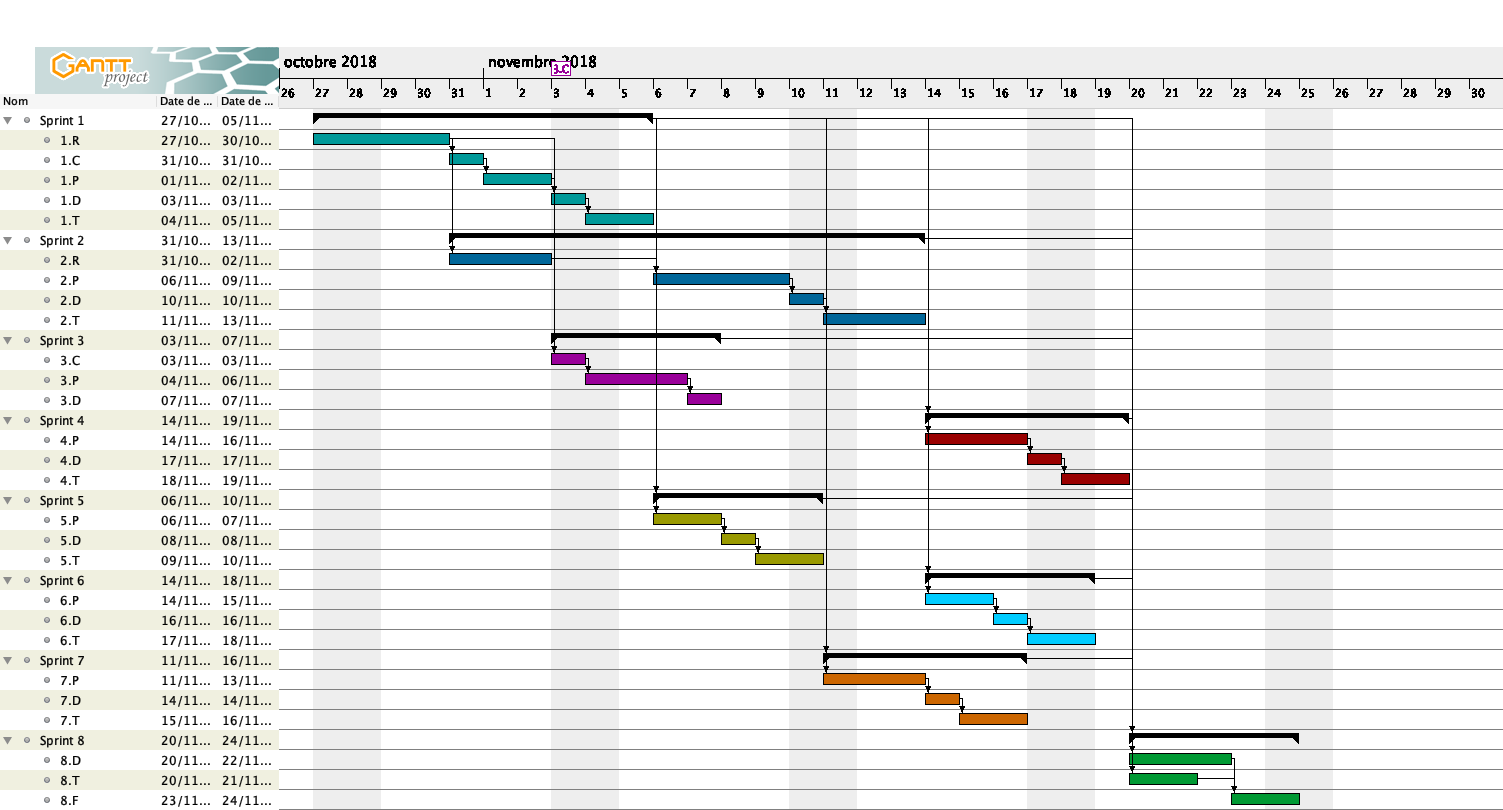 GANTT
project
octobre 2018
novembre 2018
3.C
26 27 28 29 30 31 1 2 3 4 5 6 7 8 9 10 11 12 13 14 15 16 17 18 19 20 21 22 23 24 25 26 27 28 29 30
Nom Date de ... Date de ...
Sprint 1 27/10... 05/11...
1.R 27/10... 30/10...
1.C 31/10... 31/10...
1.P 01/11... 02/11...
1.D 03/11... 03/11...
1.T 04/11... 05/11...
Sprint 2 31/10... 13/11...
2.R 31/10... 02/11...
2.P 06/11... 09/11...
2.D 10/11... 10/11...
2.T 11/11... 13/11...
Sprint 3 03/11... 07/11...
3.C 03/11... 03/11...
3.P 04/11... 06/11...
3.D 07/11... 07/11...
Sprint 4 14/11... 19/11...
4.P 14/11... 16/11...
4.D 17/11... 17/11...
4.T 18/11... 19/11...
Sprint 5 06/11... 10/11...
5.P 06/11... 07/11...
5.D 08/11... 08/11...
5.T 09/11... 10/11...
Sprint 6 14/11... 18/11...
6.P 14/11... 15/11...
6.D 16/11... 16/11...
6.T 17/11... 18/11...
Sprint 7 11/11... 16/11...
7.P 11/11... 13/11...
7.D 14/11... 14/11...
7.T 15/11... 16/11...
Sprint 8 20/11... 24/11...
8.D 20/11... 22/11...
8.T 20/11... 21/11...
8.F 23/11... 24/11...